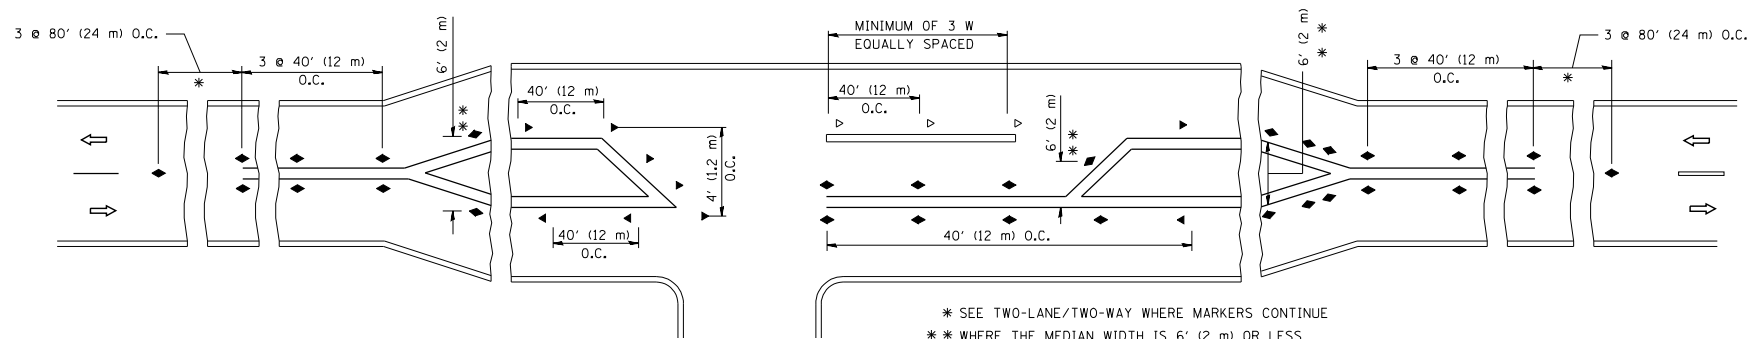 3 @ 80' (24 m) O.C.
3 @ 40' (12 m)
O.C.
*
6' (2 m)
* *
40' (12 m)
O.C.
4' (1.2 m)
O.C.
40' (12 m)
O.C.
MINIMUM OF 3 W
EQUALLY SPACED
40' (12 m)
O.C.
6' (2 m)
* *
40' (12 m) O.C.
6' (2 m)
* *
3 @ 40' (12 m)
O.C.
*
3 @ 80' (24 m) O.C.
* SEE TWO-LANE/TWO-WAY WHERE MARKERS CONTINUE
* * WHERE THE MEDIAN WIDTH IS 6' (2 m) OR LESS